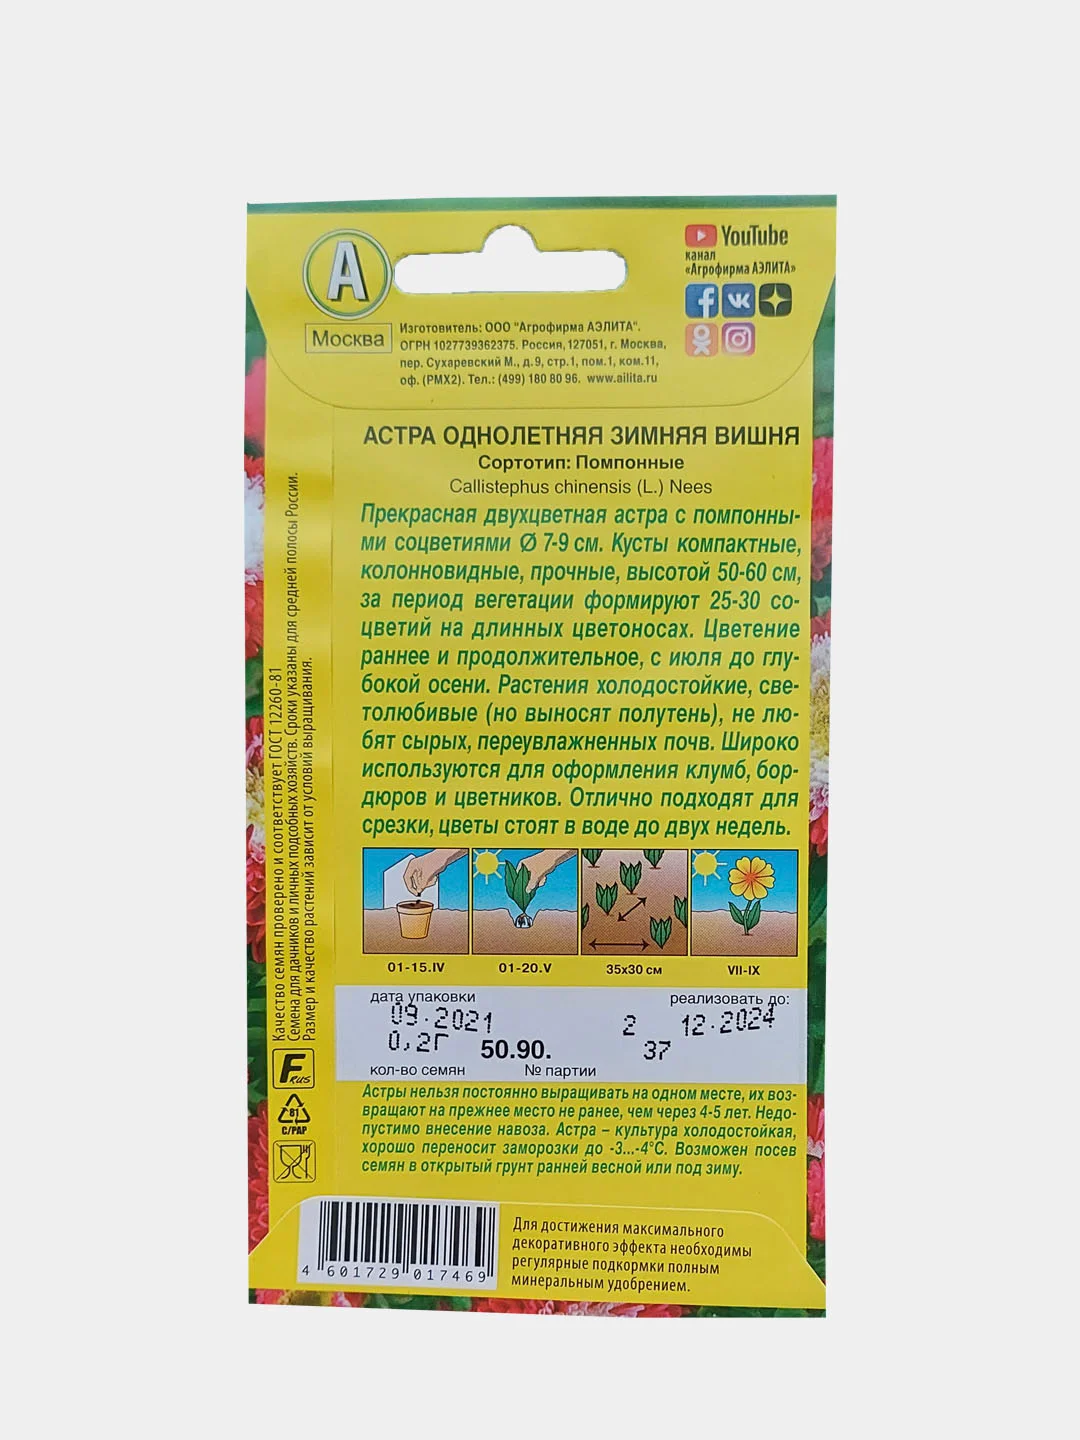 А
Москва
YouTube
канал
«Агрофирма АЭЛИТА»
Изготовитель: ООО "Агрофирма АЭЛИТА".
ОГРН 1027739362375. Россия, 127051, г. Москва,
пер. Сухаревский М., д.9, стр.1, пом.1, ком.11,
оф. (РМХ2). Тел.: (499) 180 80 96. www.ailita.ru
АСТРА ОДНОЛЕТНЯЯ ЗИМНЯЯ ВИШНЯ
Сортотип: Помпонные
Callistephus chinensis (L.) Nees
Прекрасная двухцветная астра с помпонны-
ми соцветиями Ø 7-9 см. Кусты компактные,
колонновидные, прочные, высотой 50-60 см,
за период вегетации формируют 25-30 со-
цветий на длинных цветоносах. Цветение
раннее и продолжительное, с июля до глу-
бокой осени. Растения холодостойкие, све-
толюбивые (но выносят полутень), не лю-
бят сырых, переувлажненных почв. Широко
используются для оформления клумб, бор-
дюров и цветников. Отлично подходят для
срезки, цветы стоят в воде до двух недель.
01-15.IV
01-20.V
35х30 см
VII-IX
дата упаковки
реализовать до:
09.2021
2
12.2024
0,2Г
50.90.
37
кол-во семян
№ партии
Астры нельзя постоянно выращивать на одном месте, их воз-
вращают на прежнее место не ранее, чем через 4-5 лет. Недо-
пустимо внесение навоза. Астра – культура холодостойкая,
хорошо переносит заморозки до -3...-4°С. Возможен посев
семян в открытый грунт ранней весной или под зиму.
Качество семян проверено и соответствует ГОСТ 12260-81
Семена для дачников и личных подсобных хозяйств. Сроки указаны для средней полосы России.
Размер и качество растений зависит от условий выращивания.
F RUS
81
C/PAP
4 601729 017469
Для достижения максимального
декоративного эффекта необходимы
регулярные подкормки полным
минеральным удобрением.